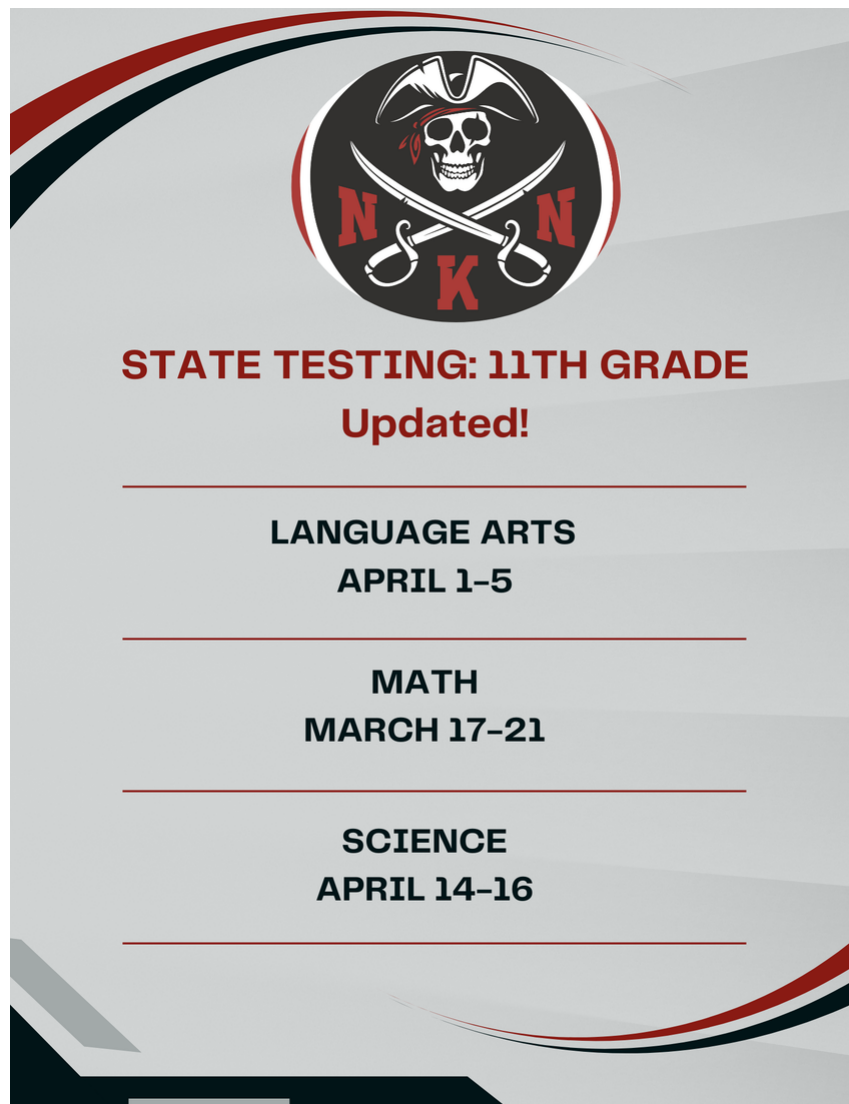 N N
K
STATE TESTING: 11TH GRADE
Updated!
LANGUAGE ARTS
APRIL 1–5
MATH
MARCH 17–21
SCIENCE
APRIL 14–16